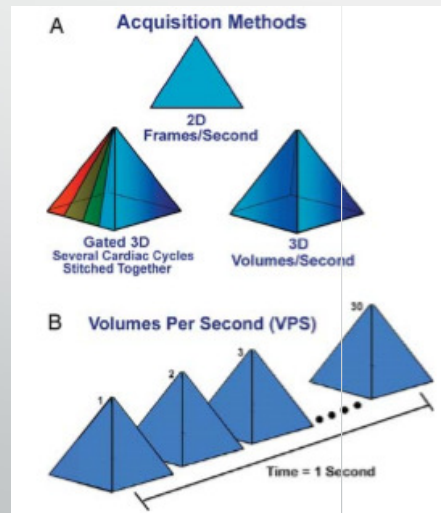 A
Acquisition Methods
2D
Frames/Second
Gated 3D
Several Cardiac Cycles
Stitched Together
3D
Volumes/Second
B
Volumes Per Second (VPS)
1
2
3
30
Time = 1 Second